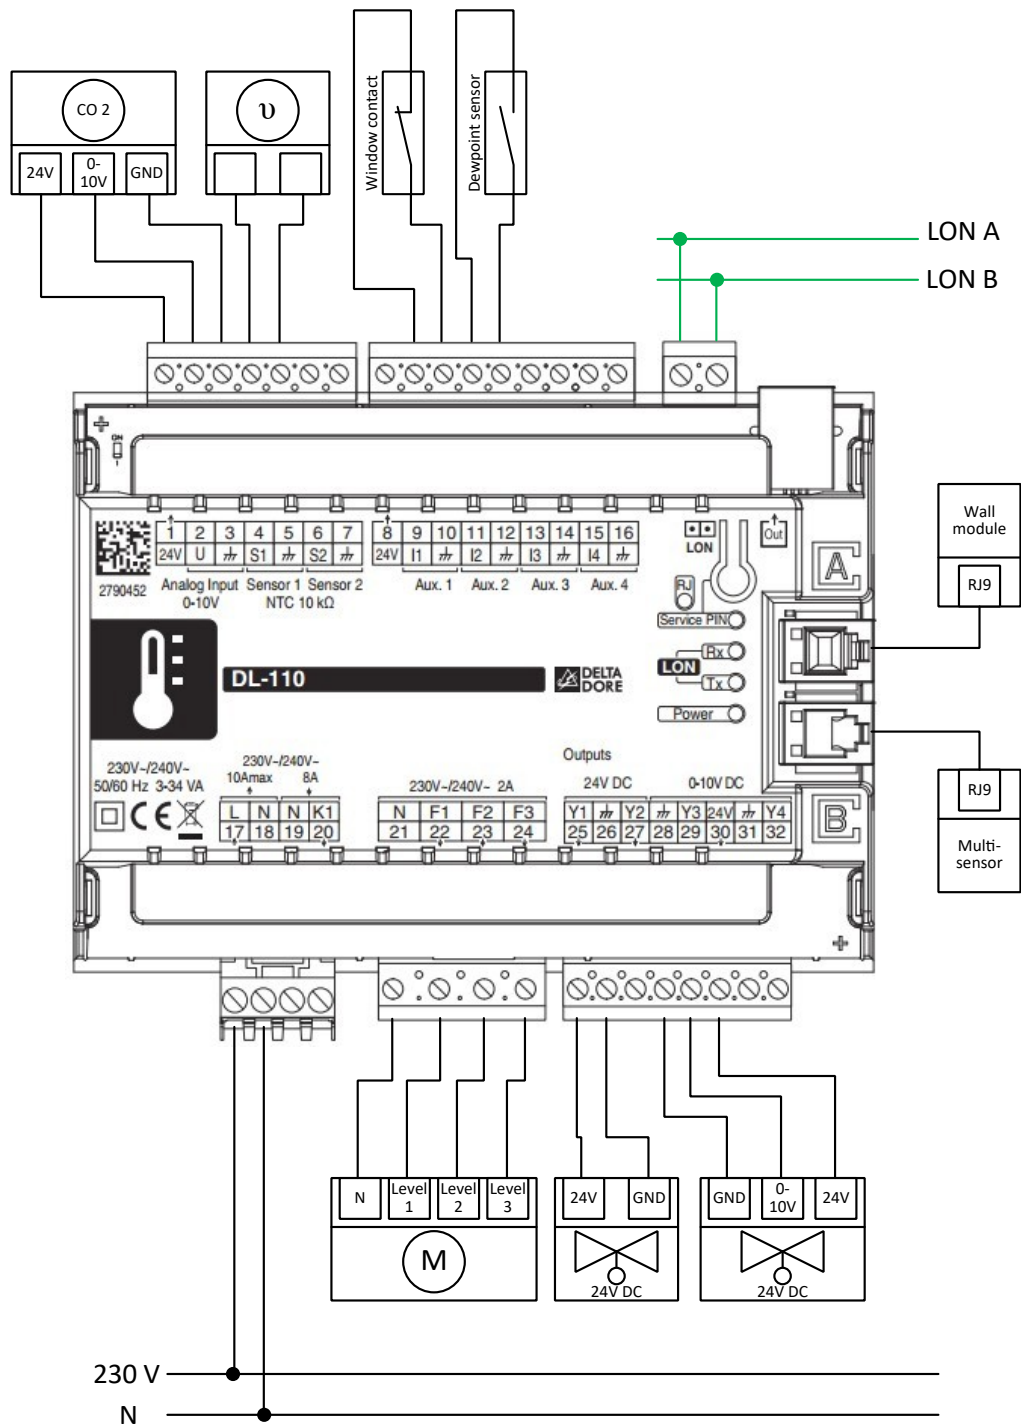 CO 2
24V
0-
10V
GND
υ
Window contact
Dewpoint sensor
LON A
LON B
ON
1
1 2 3 4 5 6 7
24V U S1 S2
Analog Input
0-10V
Sensor 1 Sensor 2
NTC 10 kΩ
2790452
8 9 10 11 12 13 14 15 16
24V I1 I2 I3 I4
Aux. 1 Aux. 2 Aux. 3 Aux. 4
LON
Out
RJ
A
Service PIN
Rx
LON
Tx
Power
DL-110
DELTA
DORE
Wall
module
RJ9
RJ9
Multi-
sensor
230V~/240V~
50/60 Hz 3-34 VA
CE
230V~/240V~
10Amax 8A
L N N K1
17 18 19 20
230V~/240V~ 2A
N F1 F2 F3
21 22 23 24
Outputs
24V DC 0-10V DC
Y1 Y2 Y3 24V Y4
25 26 27 28 29 30 31 32
B
N
Level
1
Level
2
Level
3
M
24V
GND
24V DC
GND
0-
10V
24V
24V DC
230 V
N